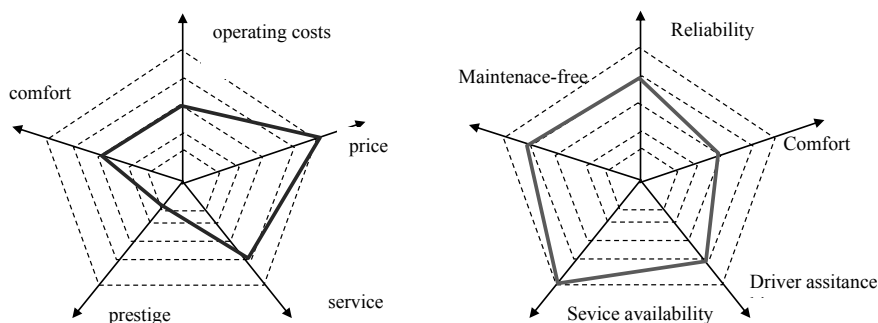 operating costs
comfort
price
service
prestige
Reliability
Maintenace-free
Comfort
Driver assitance
Sevice availability